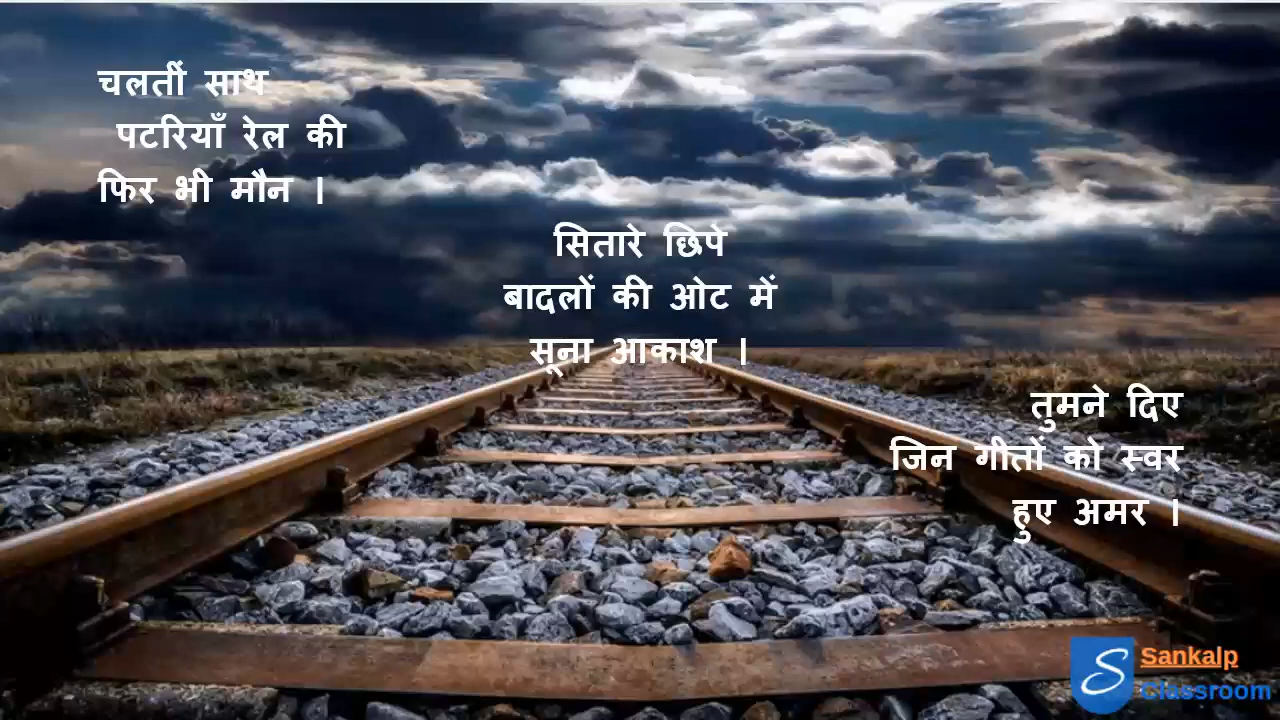 चलतीं साथ
पटरियाँ रेल की
फिर भी मौन ।
सितारे छिपे
बादलों की ओट में
सूना आकाश ।
तुमने दिए
जिन गीतों को स्वर
हुए अमर ।
Sankalp
Classroom